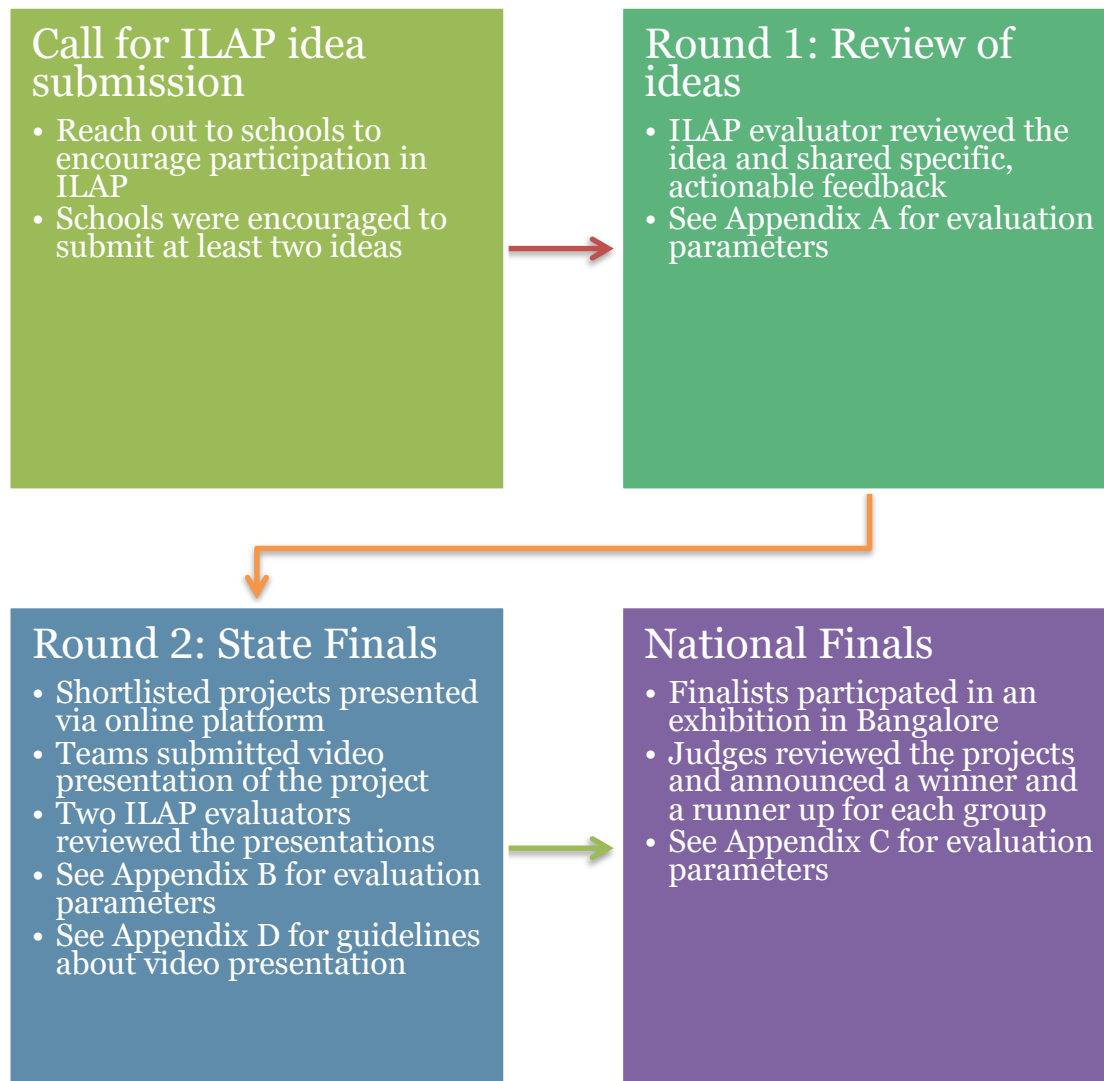 Call for ILAP idea
submission
• Reach out to schools to
encourage participation in
ILAP
• Schools were encouraged to
submit at least two ideas
Round 1: Review of
ideas
• ILAP evaluator reviewed the
idea and shared specific,
actionable feedback
• See Appendix A for evaluation
parameters
Round 2: State Finals
• Shortlisted projects presented
via online platform
• Teams submitted video
presentation of the project
• Two ILAP evaluators
reviewed the presentations
• See Appendix B for evaluation
parameters
• See Appendix D for guidelines
about video presentation
National Finals
• Finalists particpated in an
exhibition in Bangalore
• Judges reviewed the projects
and announced a winner and
a runner up for each group
• See Appendix C for evaluation
parameters